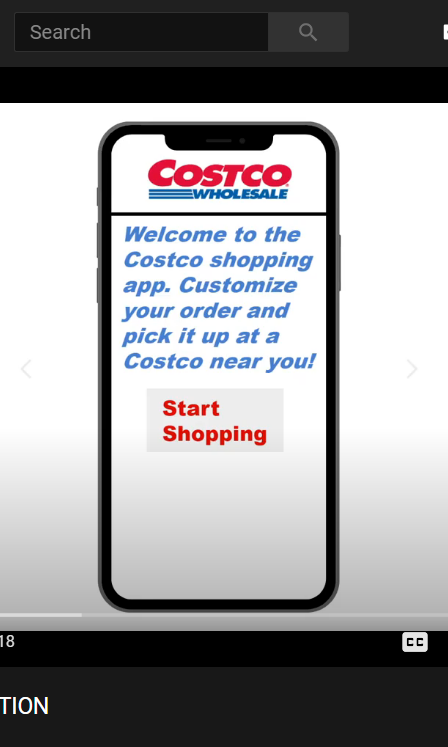 Search
COSTCO
WHOLESALE
Welcome to the
Costco shopping
app. Customize
your order and
pick it up at a
Costco near you!
Start
Shopping
18
CC
TION